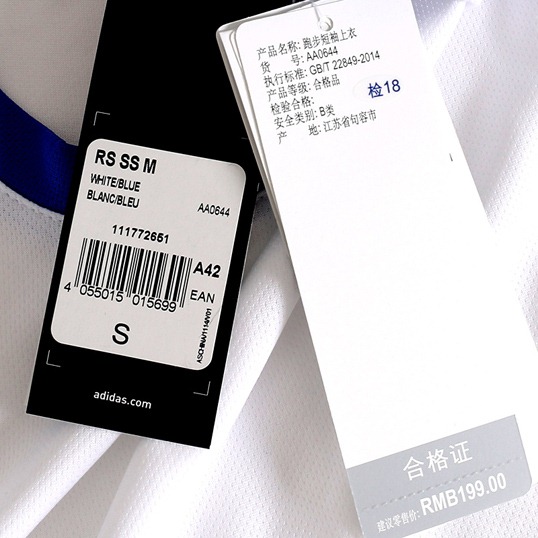 RS SS M
WHITE/BLUE
BLANC/BLEU
AA0644
111772651
A42
4 055015 015699
EAN
S
ASCHINA/1114/V01
adidas.com
产品名称: 跑步短袖上衣
货 号: AA0644
执行标准: GB/T 22849-2014
产品等级: 合格品
检验合格:
检18
安全类别: B类
产 地: 江苏省句容市
合格证
建议零售价: RMB199.00